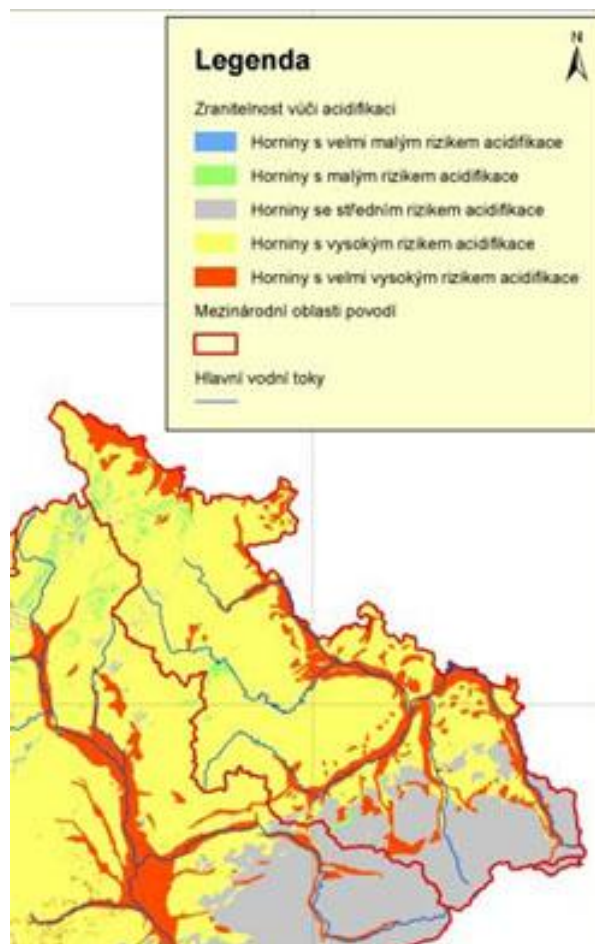 N
Legenda
Zranitelnost vůči acidifikaci
Horniny s velmi malým rizikem acidifikace
Horniny s malým rizikem acidifikace
Horniny se středním rizikem acidifikace
Horniny s vysokým rizikem acidifikace
Horniny s velmi vysokým rizikem acidifikace
Mezinárodní oblasti povodí
Hlavní vodní toky